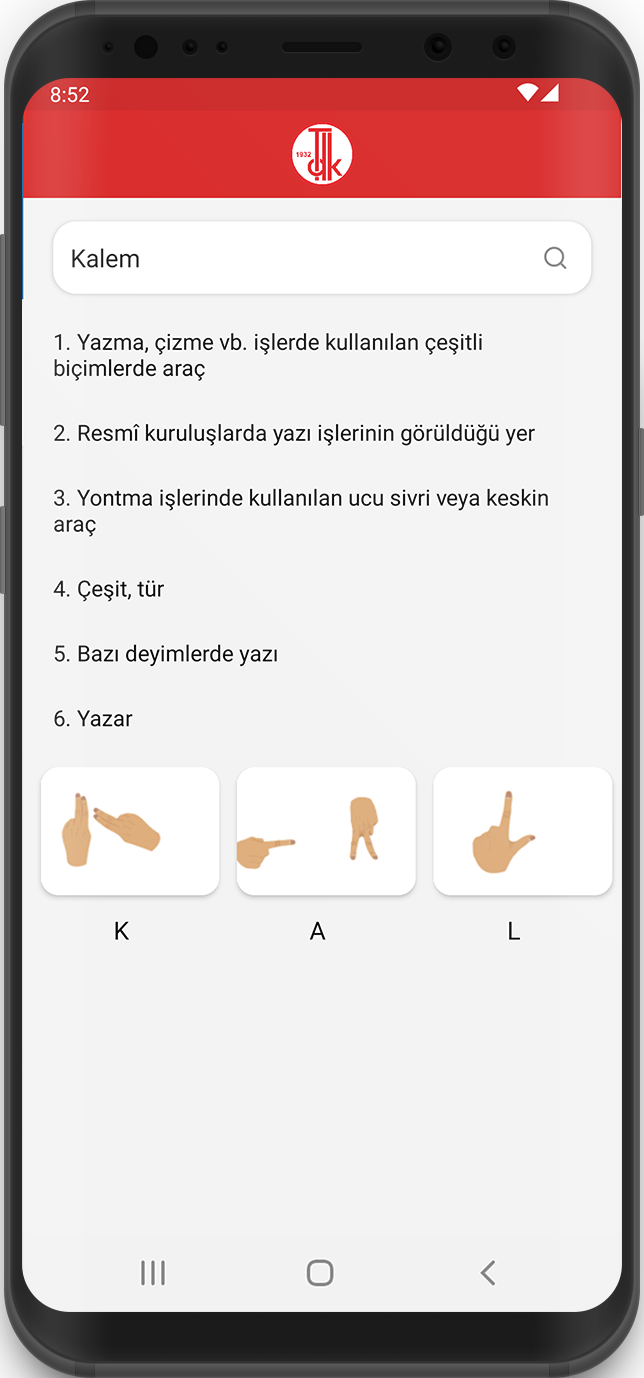 8:52
1932 TDK
Kalem
1. Yazma, çizme vb. işlerde kullanılan çeşitli
biçimlerde araç
2. Resmî kuruluşlarda yazı işlerinin görüldüğü yer
3. Yontma işlerinde kullanılan ucu sivri veya keskin
araç
4. Çeşit, tür
5. Bazı deyimlerde yazı
6. Yazar
K A L